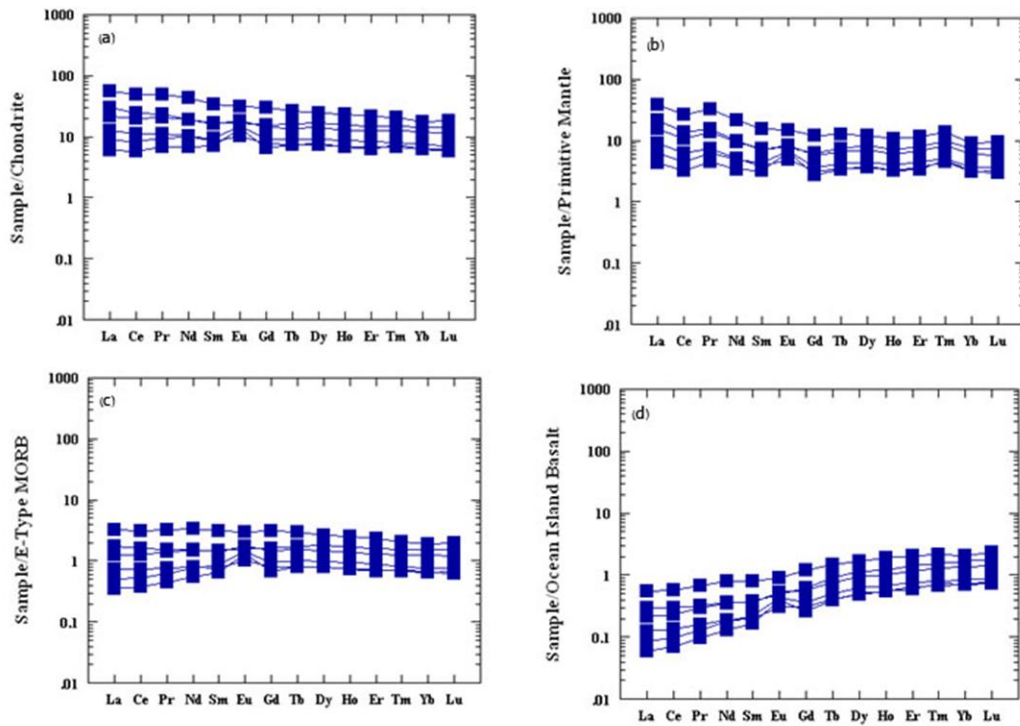 (a)
1000
100
10
1
0.1
.01
Sample/Chondrite
La Ce Pr Nd Sm Eu Gd Tb Dy Ho Er Tm Yb Lu
(b)
1000
100
10
1
0.1
.01
Sample/Primitive Mantle
La Ce Pr Nd Sm Eu Gd Tb Dy Ho Er Tm Yb Lu
(c)
1000
100
10
1
0.1
.01
Sample/E-Type MORB
La Ce Pr Nd Sm Eu Gd Tb Dy Ho Er Tm Yb Lu
(d)
1000
100
10
1
0.1
.01
Sample/Ocean Island Basalt
La Ce Pr Nd Sm Eu Gd Tb Dy Ho Er Tm Yb Lu